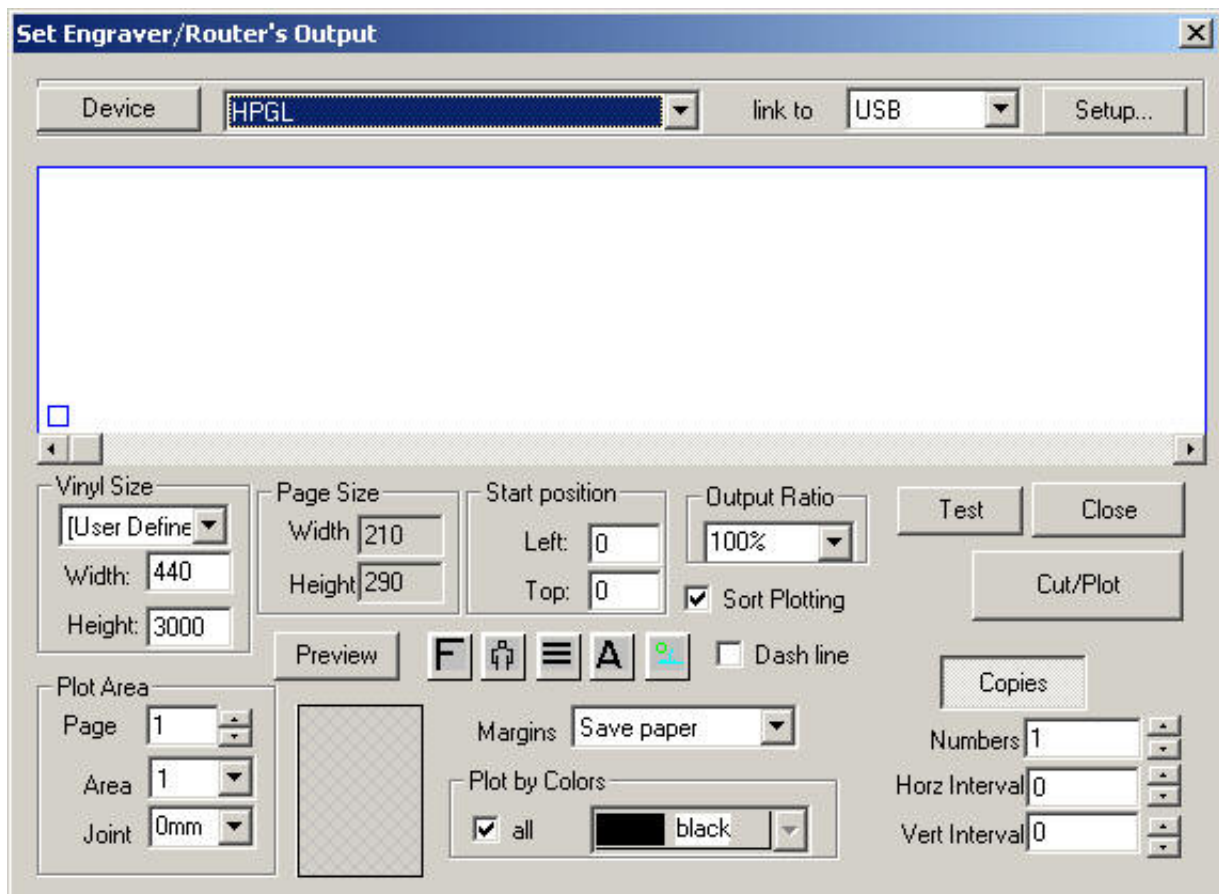 Set Engraver/Router's Output
Device HPGL link to USB Setup...
Vinyl Size
[User Define
Width: 440
Height: 3000
Page Size
Width 210
Height 290
Start position
Left: 0
Top: 0
Output Ratio
100%
Sort Plotting
Test
Close
Cut/Plot
Preview
F
A
Dash line
Copies
Plot Area
Page 1
Area 1
Joint 0mm
Margins Save paper
Plot by Colors
all black
Numbers 1
Horz Interval 0
Vert Interval 0